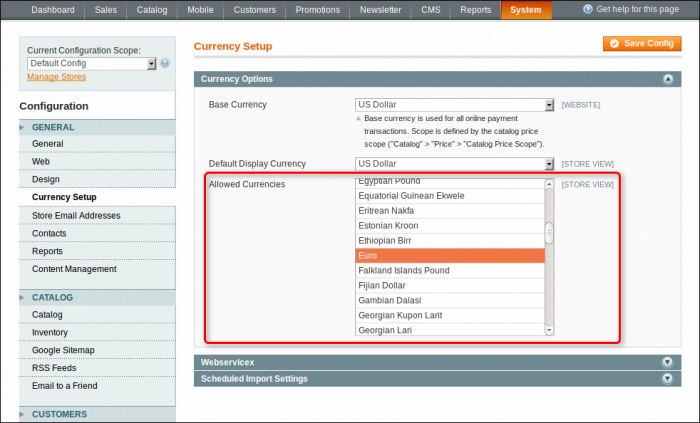 Dashboard Sales Catalog Mobile Customers Promotions Newsletter CMS Reports System Get help for this page
Current Configuration Scope:
Default Config
Manage Stores
Configuration
GENERAL
General
Web
Design
Currency Setup
Store Email Addresses
Contacts
Reports
Content Management
CATALOG
Catalog
Inventory
Google Sitemap
RSS Feeds
Email to a Friend
CUSTOMERS
Currency Setup
Save Config
Currency Options
Base Currency US Dollar [WEBSITE]
Base currency is used for all online payment
transactions. Scope is defined by the catalog price
scope ("Catalog" > "Price" > "Catalog Price Scope").
Default Display Currency US Dollar [STORE VIEW]
Allowed Currencies Egyptian Pound [STORE VIEW]
Equatorial Guinean Ekwele
Eritrean Nakfa
Estonian Kroon
Ethiopian Birr
Euro
Falkland Islands Pound
Fijian Dollar
Gambian Dalasi
Georgian Kupon Larit
Georgian Lari
Webservicex
Scheduled Import Settings